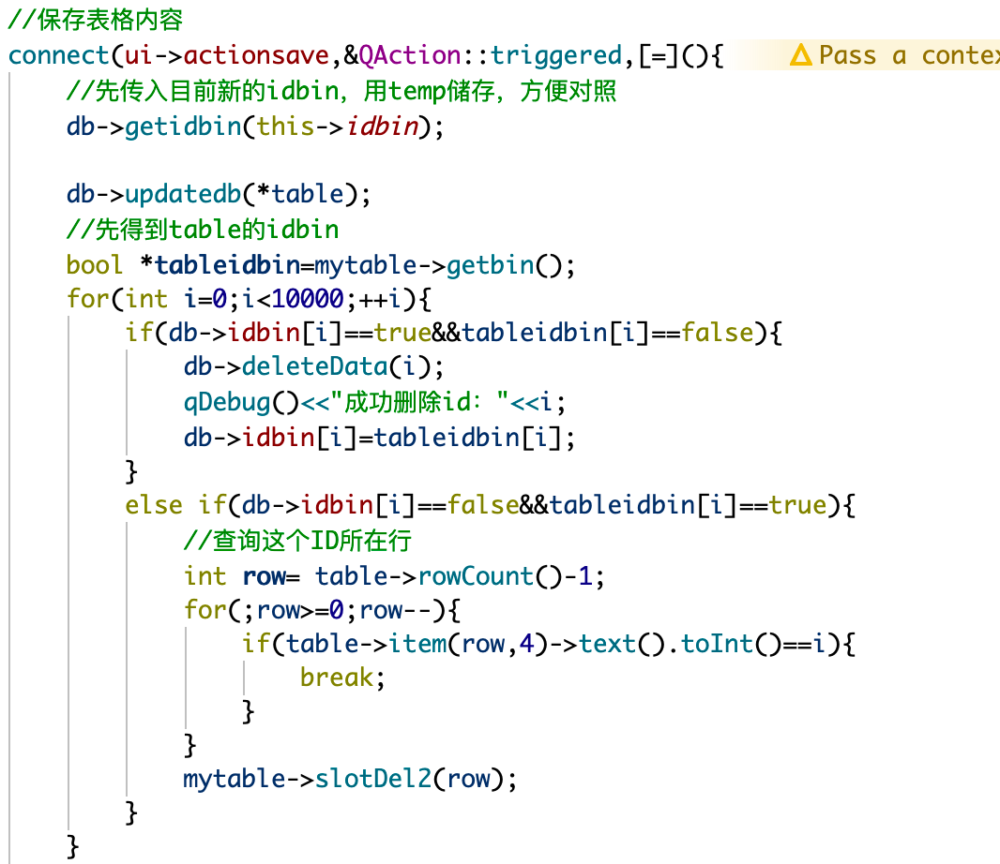 //保存表格内容
connect(ui->actionsave,&QAction::triggered,[=](){ Pass a contex
//先传入目前新的idbin，用temp储存，方便对照
db->getidbin(this->idbin);
db->updatedb(*table);
//先得到table的idbin
bool *tableidbin=mytable->getbin();
for(int i=0;i<10000;++i){
if(db->idbin[i]==true&&tableidbin[i]==false){
db->deleteData(i);
qDebug()<<"成功删除id："<<i;
db->idbin[i]=tableidbin[i];
}
else if(db->idbin[i]==false&&tableidbin[i]==true){
//查询这个ID所在行
int row= table->rowCount()-1;
for(;row>=0;row--){
if(table->item(row,4)->text().toInt()==i){
break;
}
}
mytable->slotDel2(row);
}
}